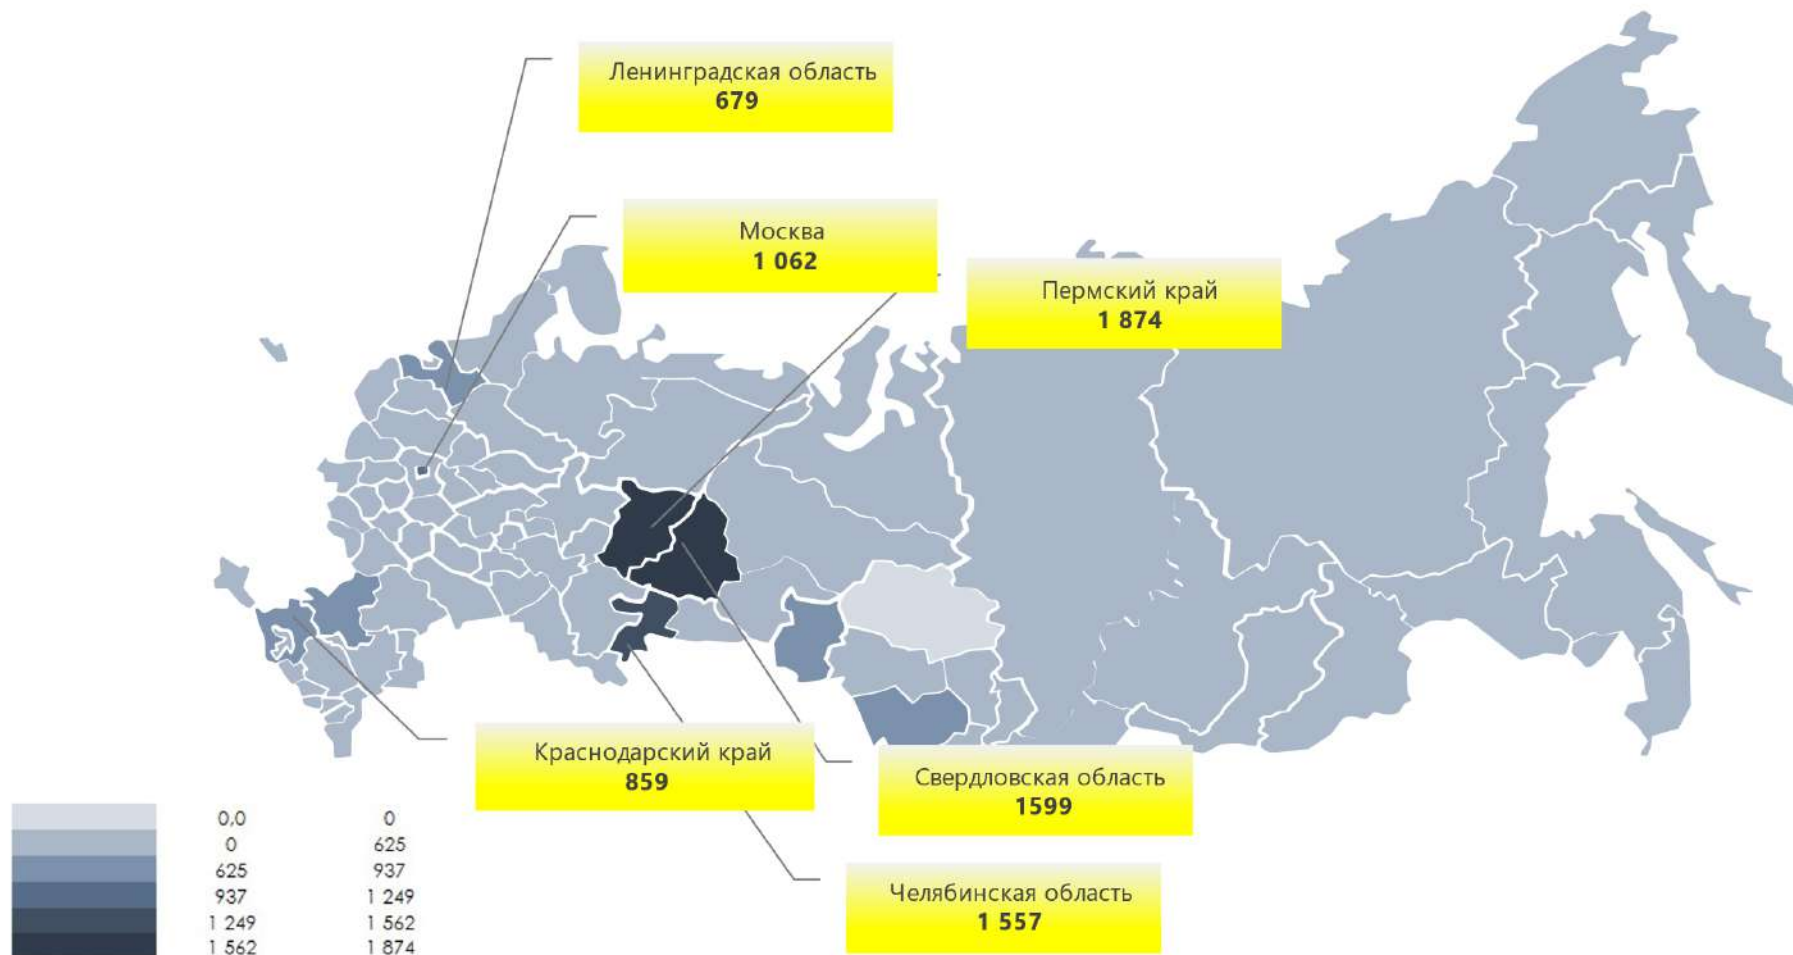 Ленинградская область
679
Москва
1 062
Пермский край
1 874
Краснодарский край
859
Свердловская область
1599
Челябинская область
1 557
0,0 0
0 625
625 937
937 1 249
1 249 1 562
1 562 1 874